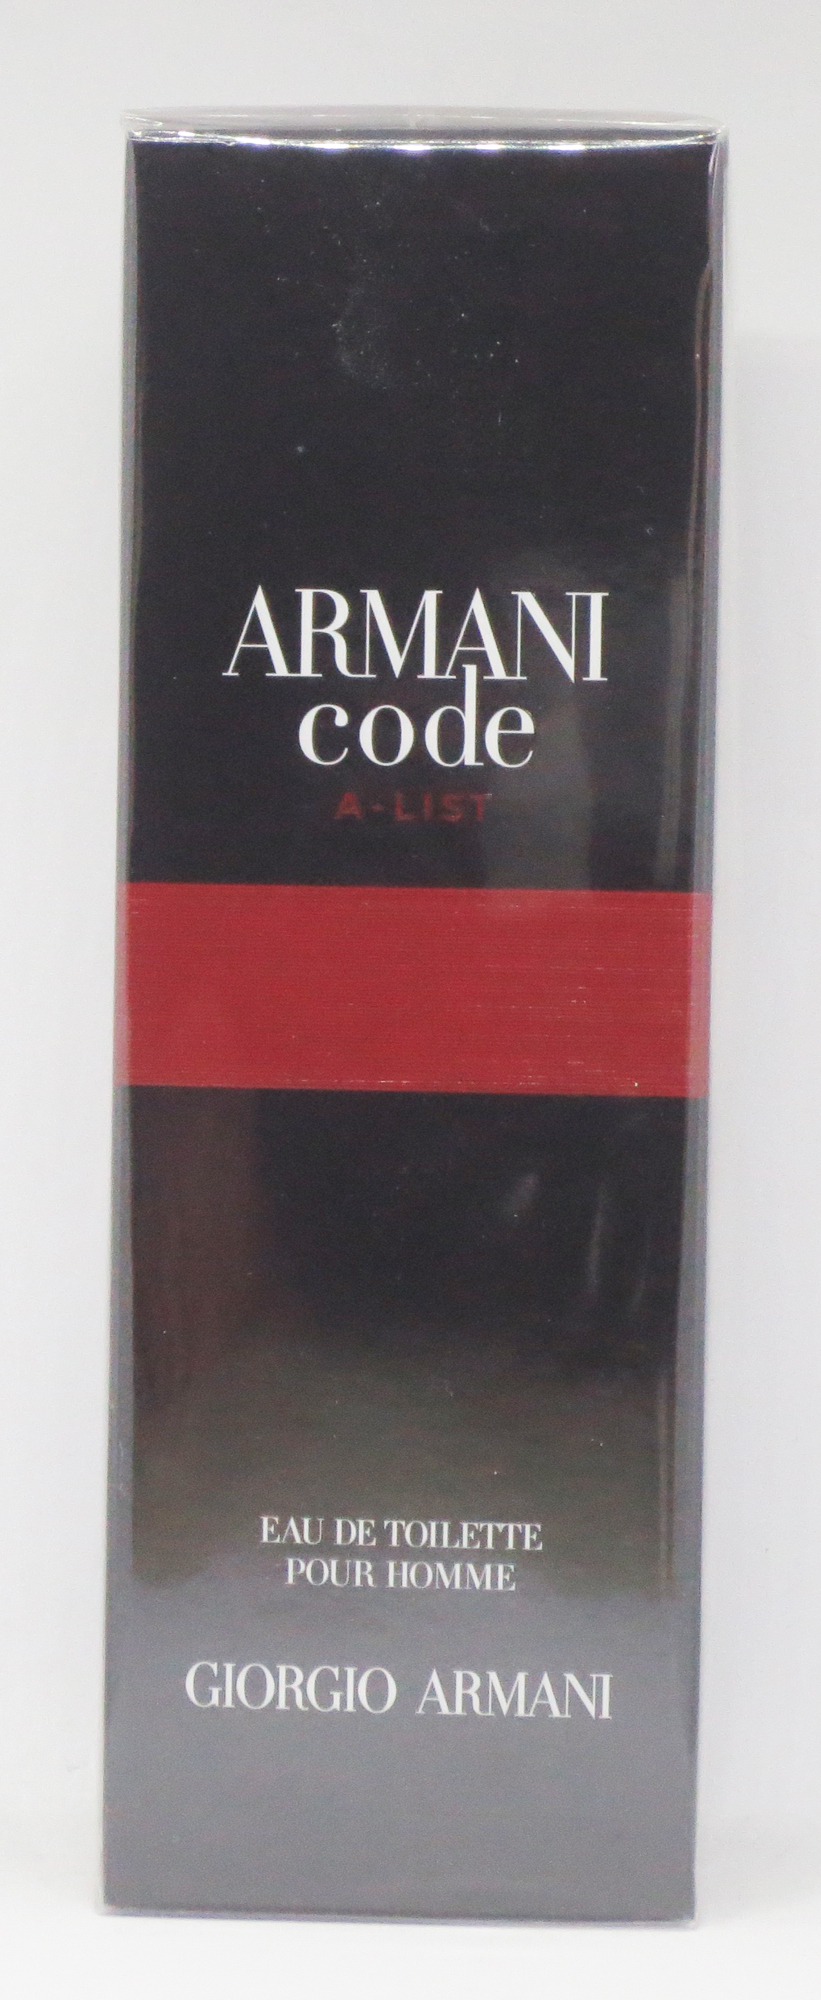 ARMANI
code
A-LIST
EAU DE TOILETTE
POUR HOMME
GIORGIO ARMANI